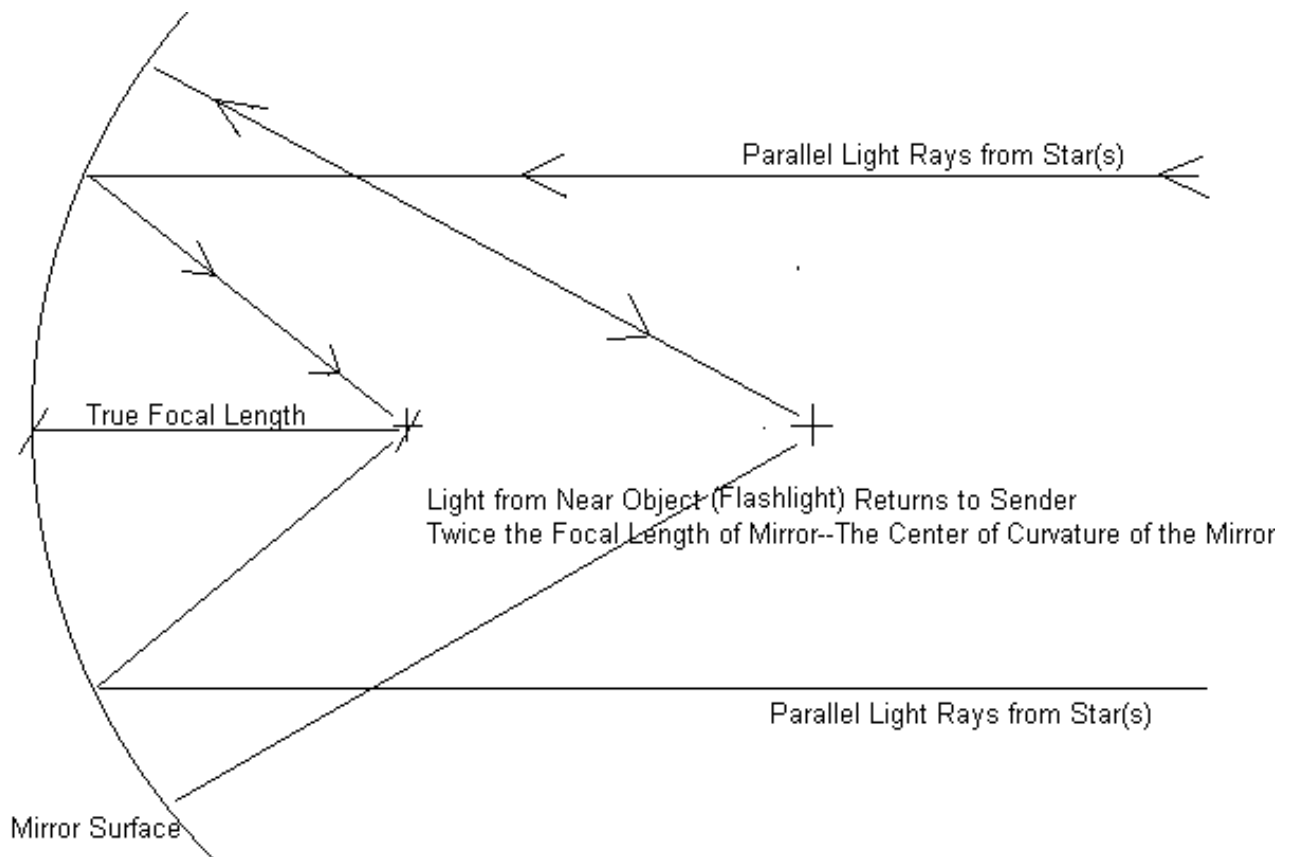 Parallel Light Rays from Star(s)
True Focal Length
Light from Near Object (Flashlight) Returns to Sender
Twice the Focal Length of Mirror--The Center of Curvature of the Mirror
Parallel Light Rays from Star(s)
Mirror Surface